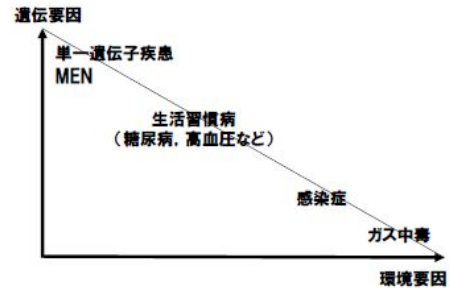 遺伝要因
単一遺伝子疾患
MEN
生活習慣病
（糖尿病，高血圧など）
感染症
ガス中毒
環境要因